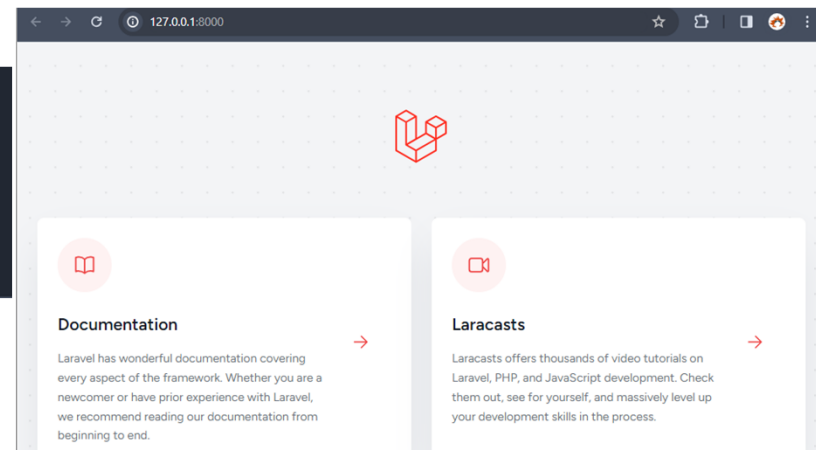 127.0.0.1:8000
Documentation
Laravel has wonderful documentation covering
every aspect of the framework. Whether you are a
newcomer or have prior experience with Laravel,
we recommend reading our documentation from
beginning to end.
Laracasts
Laracasts offers thousands of video tutorials on
Laravel, PHP, and JavaScript development. Check
them out, see for yourself, and massively level up
your development skills in the process.